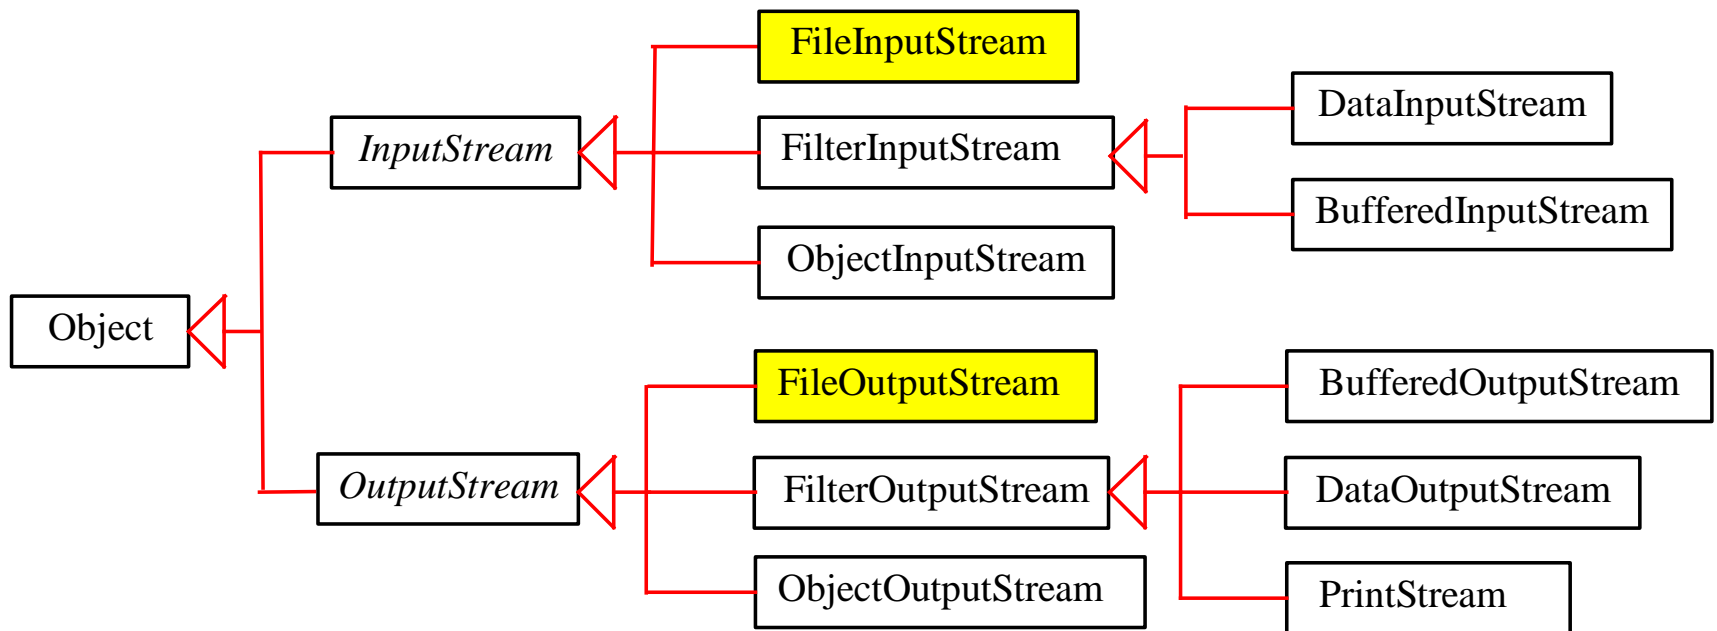 FileInputStream
DataInputStream
InputStream
FilterInputStream
BufferedInputStream
ObjectInputStream
Object
FileOutputStream
BufferedOutputStream
OutputStream
FilterOutputStream
DataOutputStream
ObjectOutputStream
PrintStream